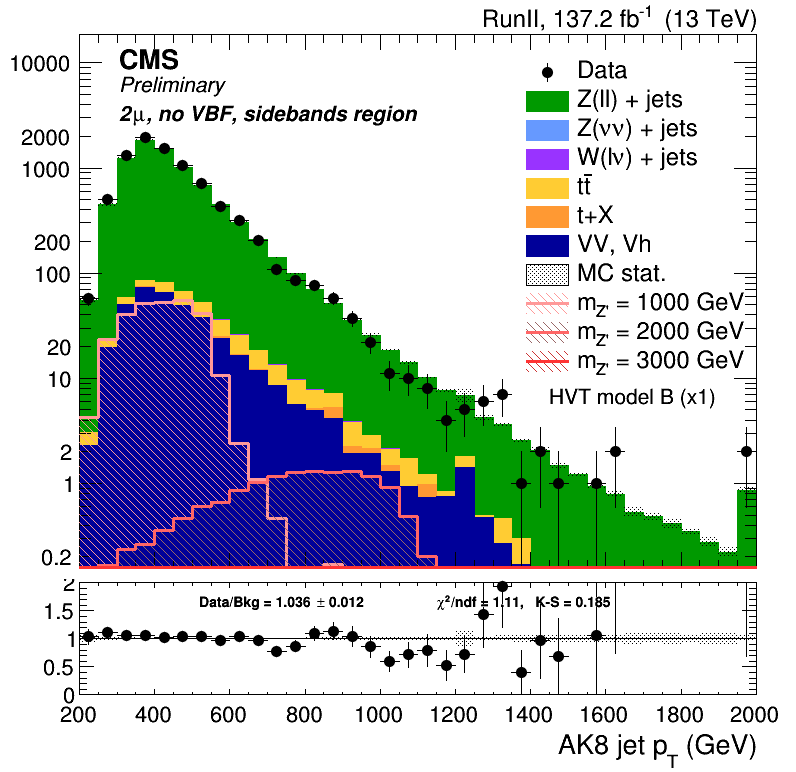 RunII, 137.2 fb⁻¹ (13 TeV)
CMS
Preliminary
2μ, no VBF, sidebands region
Data
Z(ll) + jets
Z(νν) + jets
W(lν) + jets
tt̄
t+X
VV, Vh
MC stat.
m_Z' = 1000 GeV
m_Z' = 2000 GeV
m_Z' = 3000 GeV
HVT model B (x1)
10000
2000
1000
200
100
20
10
2
1
0.2
Data/Bkg = 1.036 ± 0.012 χ²/ndf = 1.11, K-S = 0.185
2
1.5
1
0.5
0
200 400 600 800 1000 1200 1400 1600 1800 2000
AK8 jet p_T (GeV)